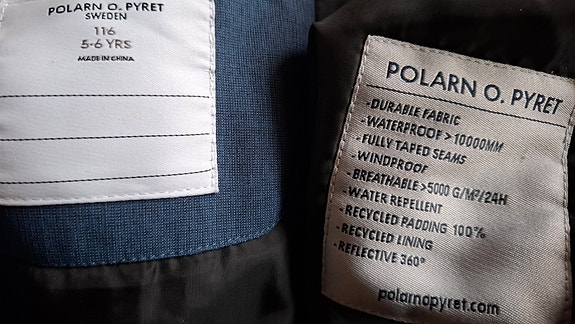 POLARN O. PYRET
SWEDEN
116
5-6 YRS
MADE IN CHINA
POLARN O. PYRET
-DURABLE FABRIC
-WATERPROOF > 10000MM
-FULLY TAPED SEAMS
-WINDPROOF
-BREATHABLE >5000 G/M²/24H
-WATER REPELLENT
-RECYCLED PADDING 100%
-RECYCLED LINING
-REFLECTIVE 360°
polarnopyret.com